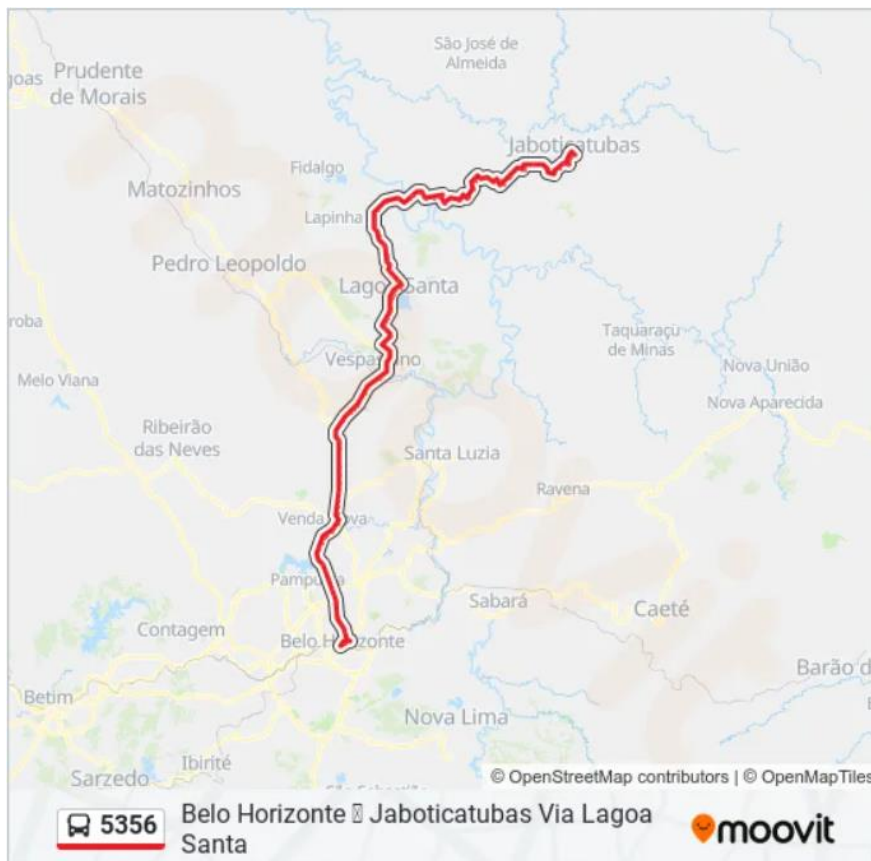 São José de
Almeida
goas
Prudente
de Morais
Jaboticatubas
Fidalgo
Matozinhos
Lapinha
Pedro Leopoldo
Lagoa Santa
Taquaraçu
de Minas
Vespasiano
roba
Nova União
Melo Viana
Nova Aparecida
Ribeirão
das Neves
Santa Luzia
Ravena
Venda Nova
Pampulha
Sabará
Caeté
Contagem
Belo Horizonte
Barão d
Betim
Nova Lima
Ibirité
Sarzedo
© OpenStreetMap contributors | © OpenMapTiles
5356
Belo Horizonte 󠀠⍰ Jaboticatubas Via Lagoa
Santa
moovit